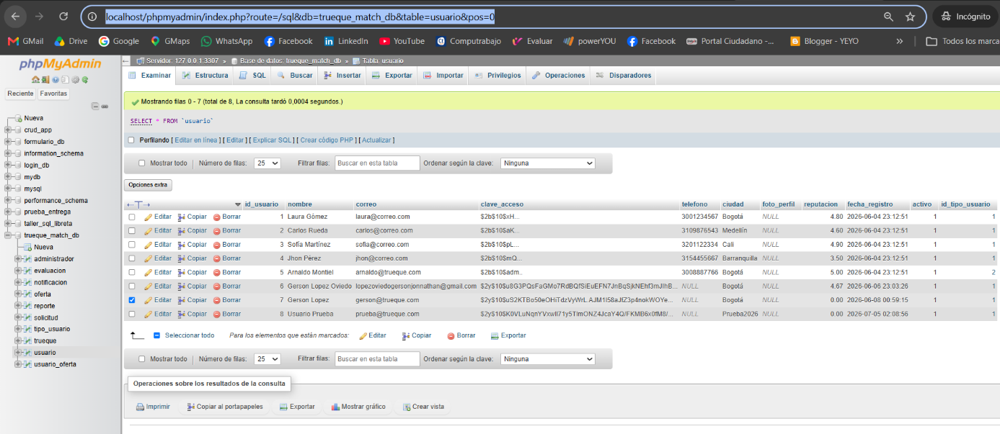 localhost/phpmyadmin/index.php?route=/sql&db=trueque_match_db&table=usuario&pos=0 Incógnito
GMail Drive Google GMaps WhatsApp Facebook LinkedIn YouTube Computrabajo Evaluar powerYOU Facebook Portal Ciudadano -... Blogger - YEYO » Todos los marca
phpMyAdmin
Reciente Favoritas
Nueva
crud_app
formulario_db
information_schema
login_db
mydb
mysql
performance_schema
prueba_entrega
taller_sql_libreta
trueque_match_db
Nueva
administrador
evaluacion
notificacion
oferta
reporte
solicitud
tipo_usuario
trueque
usuario
usuario_oferta
Servidor: 127.0.0.1:3307 » Base de datos: trueque_match_db » Tabla: usuario
Examinar Estructura SQL Buscar Insertar Exportar Importar Privilegios Operaciones Disparadores
Mostrando filas 0 - 7 (total de 8, La consulta tardó 0,0004 segundos.)
SELECT * FROM `usuario`
Perfilando [ Editar en línea ] [ Editar ] [ Explicar SQL ] [ Crear código PHP ] [ Actualizar ]
Mostrar todo Número de filas: 25 Filtrar filas: Buscar en esta tabla Ordenar según la clave: Ninguna
Opciones extra
id_usuario nombre correo clave_acceso telefono ciudad foto_perfil reputacion fecha_registro activo id_tipo_usuario
Editar Copiar Borrar 1 Laura Gómez laura@correo.com $2b$10$xH... 3001234567 Bogotá NULL 4.80 2026-06-04 23:12:51 1 1
Editar Copiar Borrar 2 Carlos Rueda carlos@correo.com $2b$10$aK... 3109876543 Medellín NULL 4.60 2026-06-04 23:12:51 1 1
Editar Copiar Borrar 3 Sofía Martínez sofia@correo.com $2b$10$pL... 3201122334 Cali NULL 4.90 2026-06-04 23:12:51 1 1
Editar Copiar Borrar 4 Jhon Pérez jhon@correo.com $2b$10$mQ... 3154455667 Barranquilla NULL 3.50 2026-06-04 23:12:51 1 1
Editar Copiar Borrar 5 Arnaldo Montiel arnaldo@trueque.com $2b$10$adm.. 3008887766 Bogotá NULL 5.00 2026-06-04 23:12:51 1 2
Editar Copiar Borrar 6 Gerson Lopez Oviedo lopezoviedogersonjonnathan@gmail.com NULL Bogotá NULL 4.67 2026-06-06 23:03:26 1 1
Editar Copiar Borrar 7 Gerson Lopez gerson@trueque.com NULL Bogotá NULL 0.00 2026-06-08 00:59:15 1 1
Editar Copiar Borrar 8 Usuario Prueba prueba@trueque.com NULL Prueba2026 NULL 0.00 2026-07-05 02:08:56 1 1
Seleccionar todo Para los elementos que están marcados: Editar Copiar Borrar Exportar
Mostrar todo Número de filas: 25 Filtrar filas: Buscar en esta tabla Ordenar según la clave: Ninguna
Operaciones sobre los resultados de la consulta
Imprimir Copiar al portapapeles Exportar Mostrar gráfico Crear vista